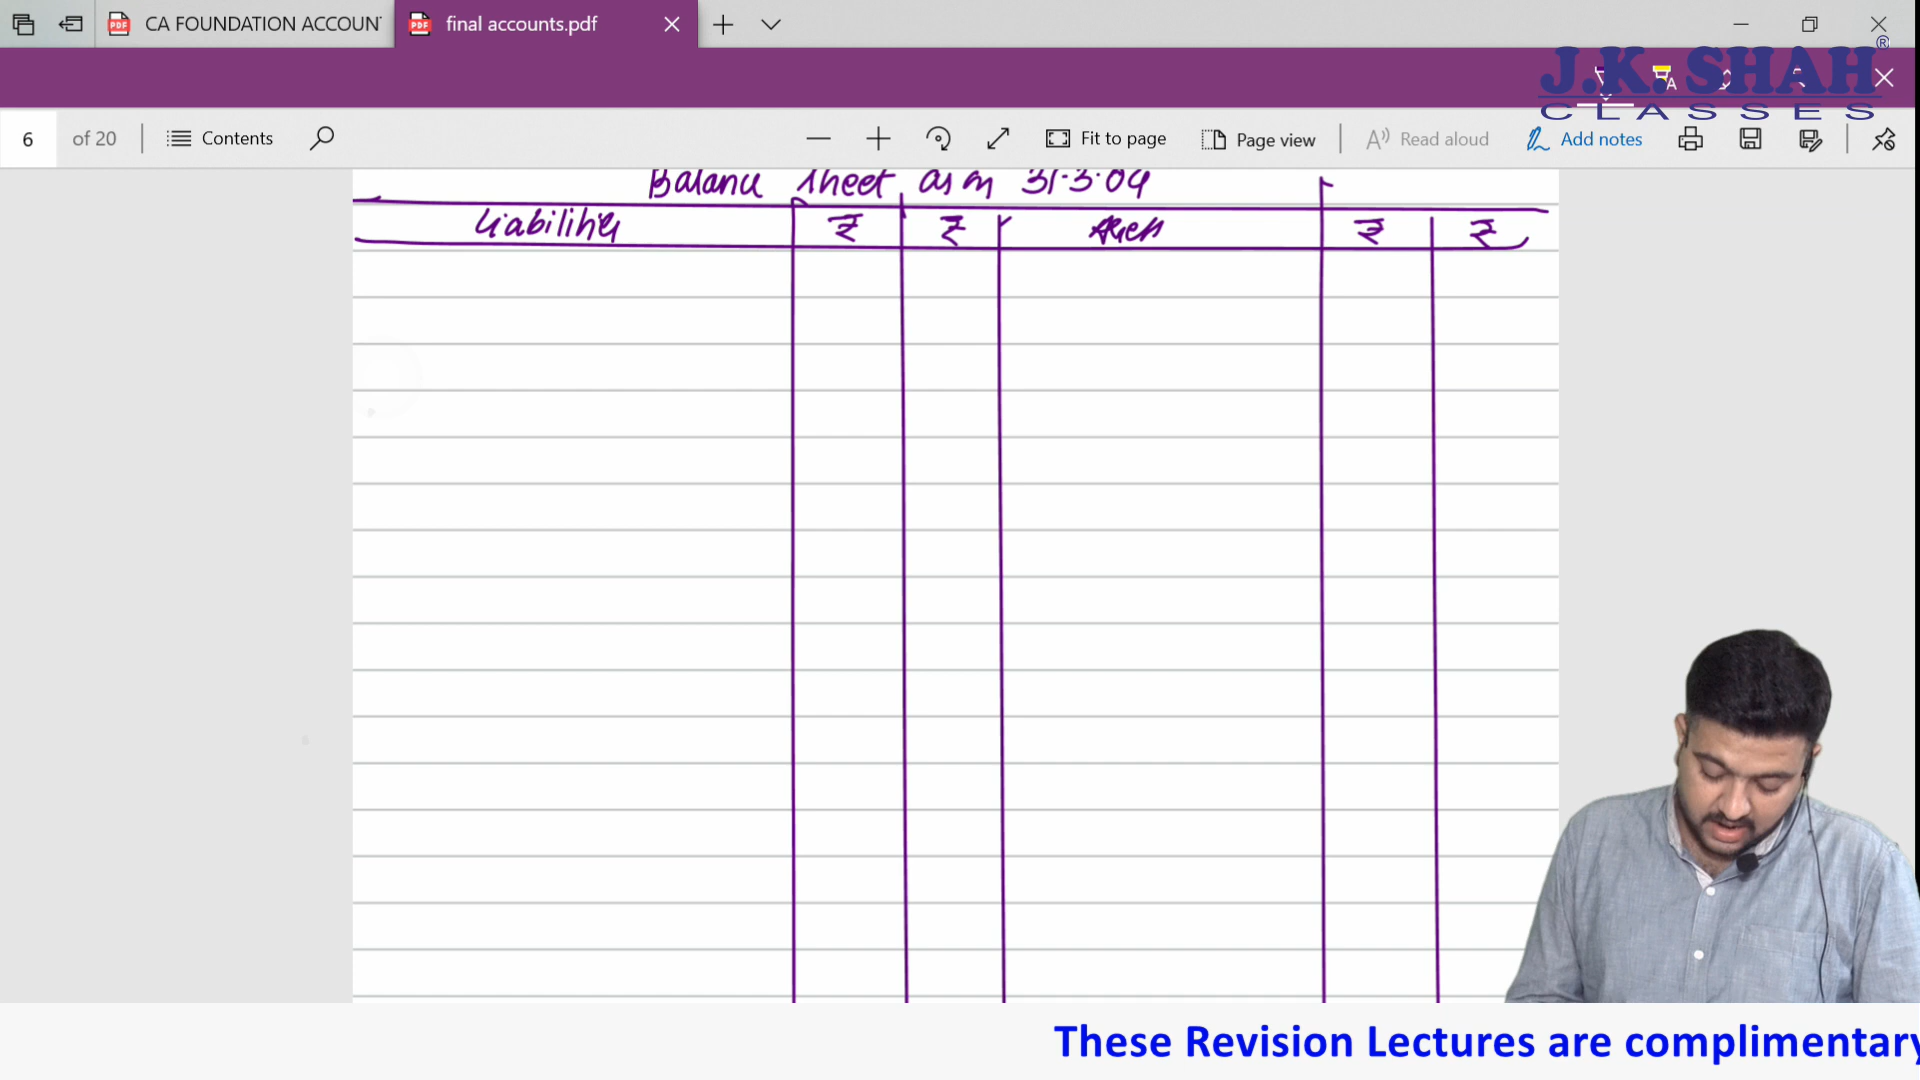 CA FOUNDATION ACCOUN
final accounts.pdf
J.K. SHAH®
CLASSES
6 of 20 Contents Fit to page Page view Read aloud Add notes
Balance Sheet as on 31.3.04
Liabilities ₹ ₹ Assets ₹ ₹
These Revision Lectures are complimentary